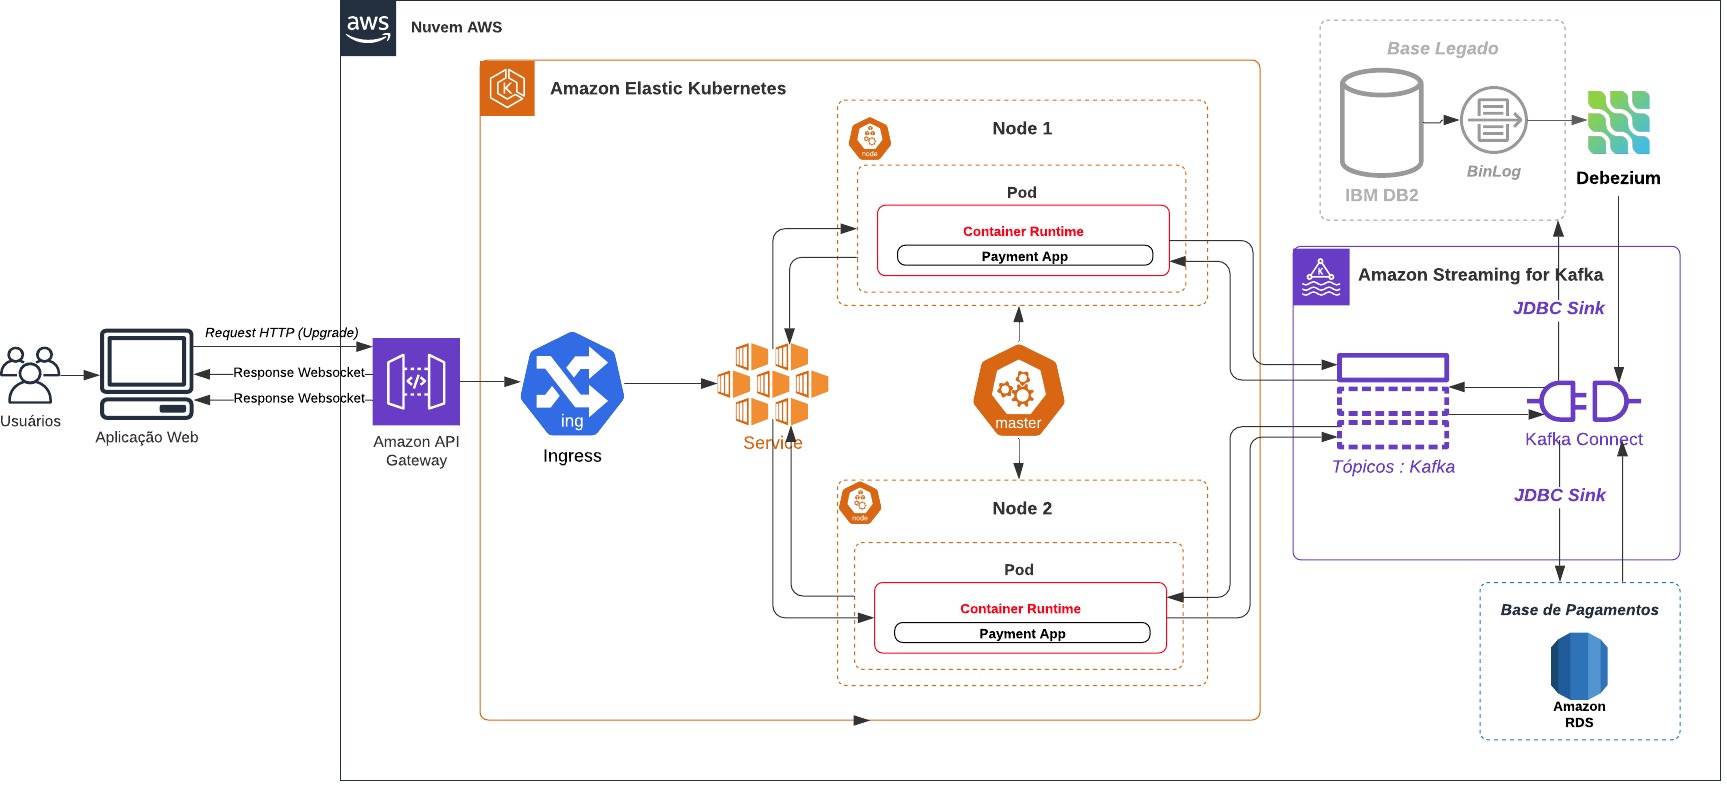 aws
Nuvem AWS
Amazon Elastic Kubernetes
K
Node 1
node
Pod
Container Runtime
Payment App
Base Legado
IBM DB2
BinLog
Debezium
K
Amazon Streaming for Kafka
JDBC Sink
Request HTTP (Upgrade)
Response Websocket
Response Websocket
Usuários
Aplicação Web
</>
Amazon API
Gateway
ing
Ingress
Service
master
Tópicos : Kafka
Kafka Connect
JDBC Sink
Node 2
node
Pod
Container Runtime
Payment App
Base de Pagamentos
Amazon
RDS